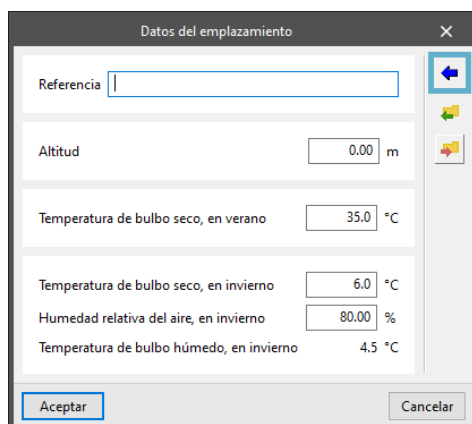 Datos del emplazamiento
Referencia
Altitud 0.00 m
Temperatura de bulbo seco, en verano 35.0 °C
Temperatura de bulbo seco, en invierno 6.0 °C
Humedad relativa del aire, en invierno 80.00 %
Temperatura de bulbo húmedo, en invierno 4.5 °C
Aceptar Cancelar